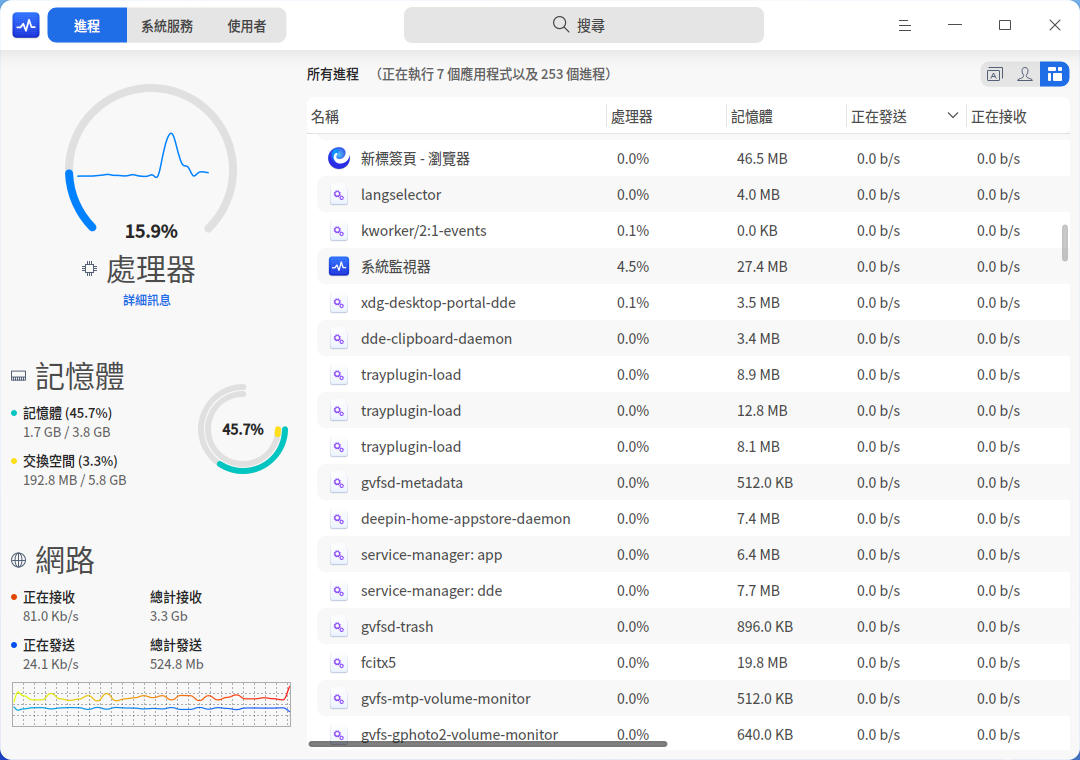 進程 系統服務 使用者 搜尋
所有進程 （正在執行 7 個應用程式以及 253 個進程）
15.9%
處理器
詳細訊息
記憶體
記憶體 (45.7%)
1.7 GB / 3.8 GB
交換空間 (3.3%)
192.8 MB / 5.8 GB
45.7%
網路
正在接收 總計接收
81.0 Kb/s 3.3 Gb
正在發送 總計發送
24.1 Kb/s 524.8 Mb
名稱 處理器 記憶體 正在發送 正在接收
新標簽頁 - 瀏覽器 0.0% 46.5 MB 0.0 b/s 0.0 b/s
langselector 0.0% 4.0 MB 0.0 b/s 0.0 b/s
kworker/2:1-events 0.1% 0.0 KB 0.0 b/s 0.0 b/s
系統監視器 4.5% 27.4 MB 0.0 b/s 0.0 b/s
xdg-desktop-portal-dde 0.1% 3.5 MB 0.0 b/s 0.0 b/s
dde-clipboard-daemon 0.0% 3.4 MB 0.0 b/s 0.0 b/s
trayplugin-load 0.0% 8.9 MB 0.0 b/s 0.0 b/s
trayplugin-load 0.0% 12.8 MB 0.0 b/s 0.0 b/s
trayplugin-load 0.0% 8.1 MB 0.0 b/s 0.0 b/s
gvfsd-metadata 0.0% 512.0 KB 0.0 b/s 0.0 b/s
deepin-home-appstore-daemon 0.0% 7.4 MB 0.0 b/s 0.0 b/s
service-manager: app 0.0% 6.4 MB 0.0 b/s 0.0 b/s
service-manager: dde 0.0% 7.7 MB 0.0 b/s 0.0 b/s
gvfsd-trash 0.0% 896.0 KB 0.0 b/s 0.0 b/s
fcitx5 0.0% 19.8 MB 0.0 b/s 0.0 b/s
gvfs-mtp-volume-monitor 0.0% 512.0 KB 0.0 b/s 0.0 b/s
gvfs-gphoto2-volume-monitor 0.0% 640.0 KB 0.0 b/s 0.0 b/s